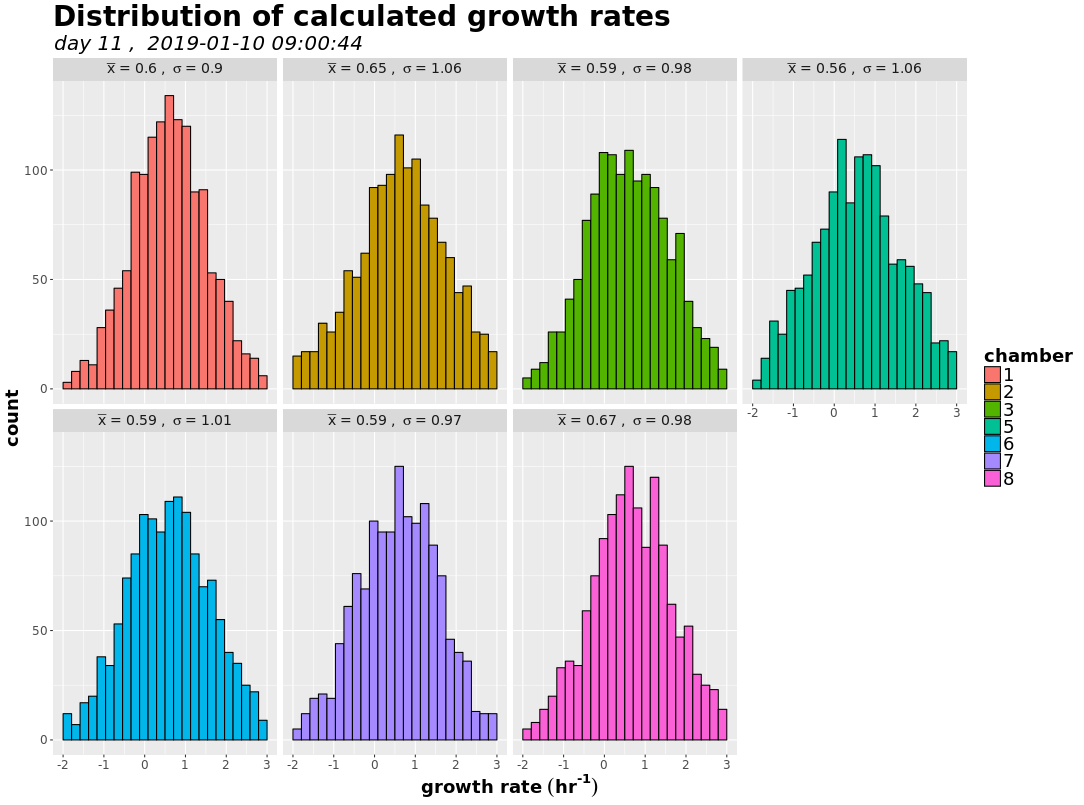 Distribution of calculated growth rates
day 11 ,  2019-01-10 09:00:44
x̅ = 0.6 ,  σ = 0.9
x̅ = 0.65 ,  σ = 1.06
x̅ = 0.59 ,  σ = 0.98
x̅ = 0.56 ,  σ = 1.06
100
50
0
-2 -1 0 1 2 3
x̅ = 0.59 ,  σ = 1.01
x̅ = 0.59 ,  σ = 0.97
x̅ = 0.67 ,  σ = 0.98
100
50
0
-2 -1 0 1 2 3
-2 -1 0 1 2 3
-2 -1 0 1 2 3
count
growth rate (hr⁻¹)
chamber
1
2
3
5
6
7
8